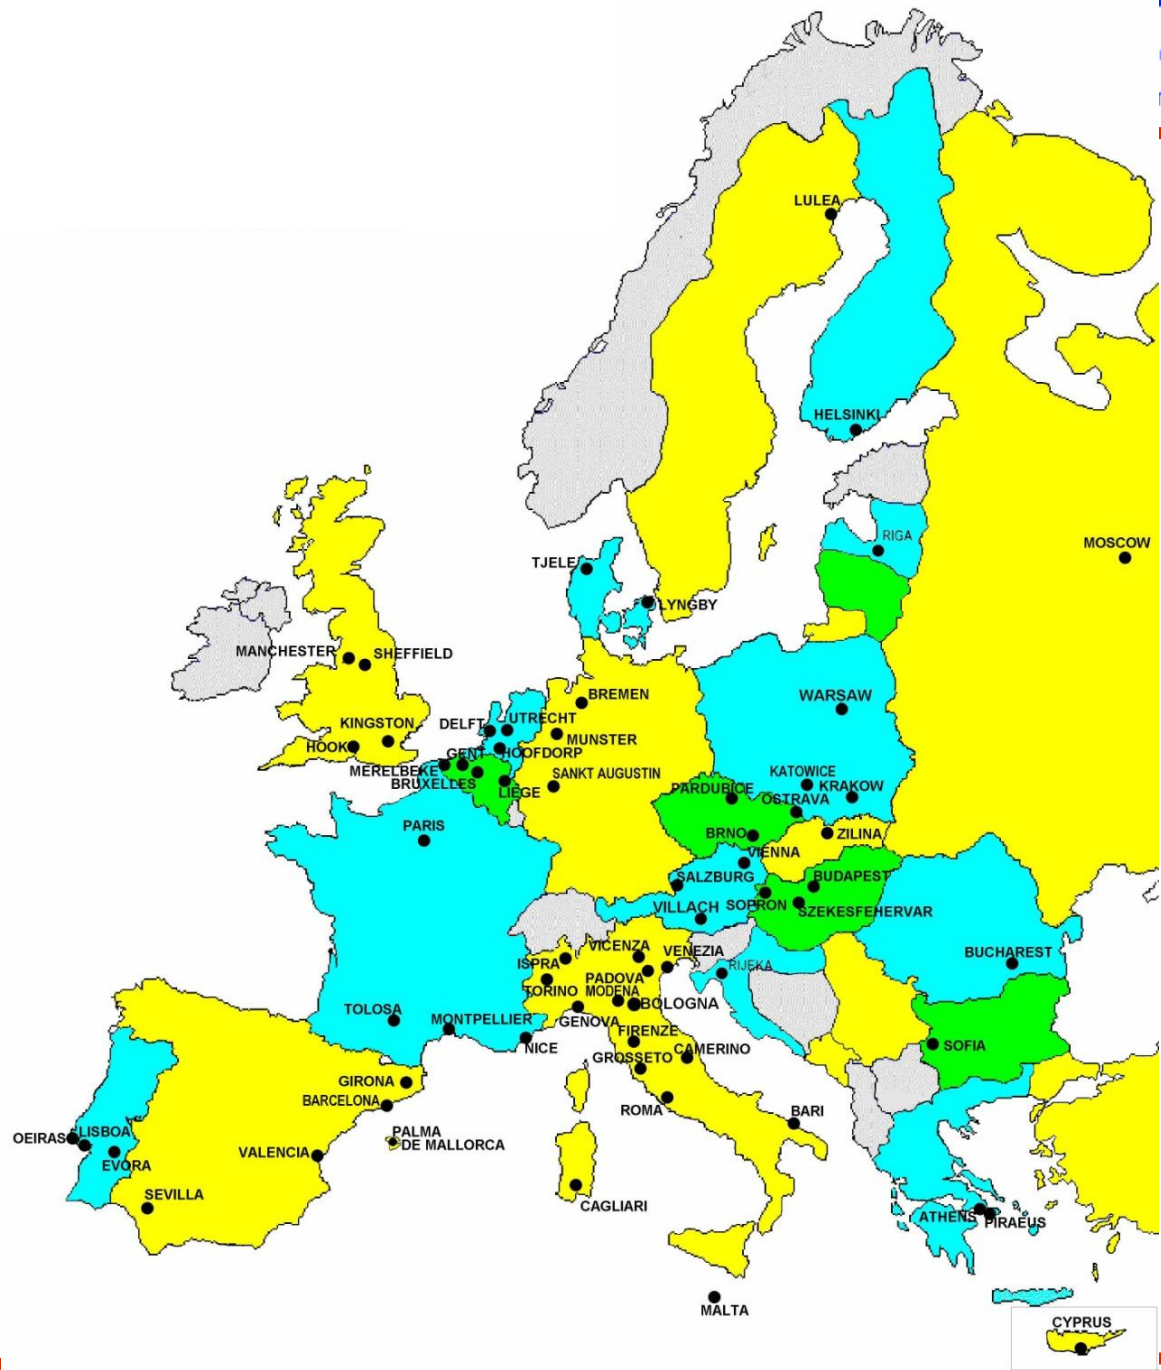 LULEA
HELSINKI
RIGA
MOSCOW
TJELE
LYNGBY
MANCHESTER
SHEFFIELD
BREMEN
WARSAW
KINGSTON
DELFT
UTRECHT
HOOK
MUNSTER
GENT
HOOFDORP
MERELBEKE
SANKT AUGUSTIN
BRUXELLES
LIEGE
KATOWICE
PARDUBICE
KRAKOW
OSTRAVA
PARIS
BRNO
ZILINA
VIENNA
SALZBURG
BUDAPEST
VILLACH
SOPRON
SZEKESFEHERVAR
VICENZA
VENEZIA
BUCHAREST
ISPRA
RIJEKA
PADOVA
TORINO
MODENA
BOLOGNA
TOLOSA
MONTPELLIER
GENOVA
FIRENZE
NICE
SOFIA
GROSSETO
CAMERINO
GIRONA
BARCELONA
ROMA
BARI
OEIRAS
LISBOA
PALMA
DE MALLORCA
VALENCIA
EVORA
SEVILLA
CAGLIARI
ATHENS
PIRAEUS
MALTA
CYPRUS